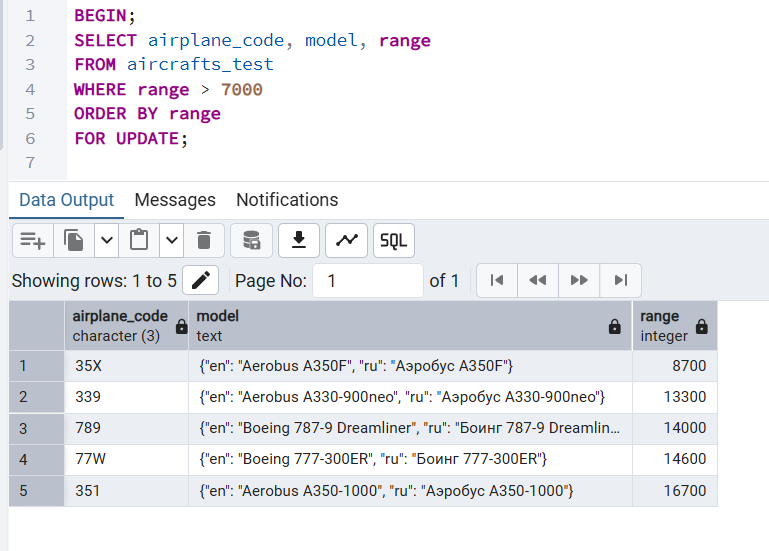 1 BEGIN;
2 SELECT airplane_code, model, range
3 FROM aircrafts_test
4 WHERE range > 7000
5 ORDER BY range
6 FOR UPDATE;
7
Data Output Messages Notifications
SQL
Showing rows: 1 to 5 Page No: 1 of 1
airplane_code model range
character (3) text integer
1 35X {"en": "Aerobus A350F", "ru": "Аэробус A350F"} 8700
2 339 {"en": "Aerobus A330-900neo", "ru": "Аэробус A330-900neo"} 13300
3 789 {"en": "Boeing 787-9 Dreamliner", "ru": "Боинг 787-9 Dreamlin... 14000
4 77W {"en": "Boeing 777-300ER", "ru": "Боинг 777-300ER"} 14600
5 351 {"en": "Aerobus A350-1000", "ru": "Аэробус A350-1000"} 16700